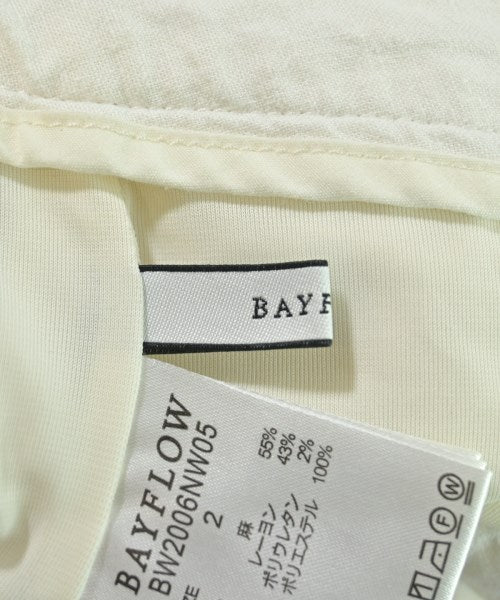 BAYF
BAYFLOW
BW2006NW05
2
麻 55%
レーヨン 43%
ポリウレタン 2%
ポリエステル 100%
W
F